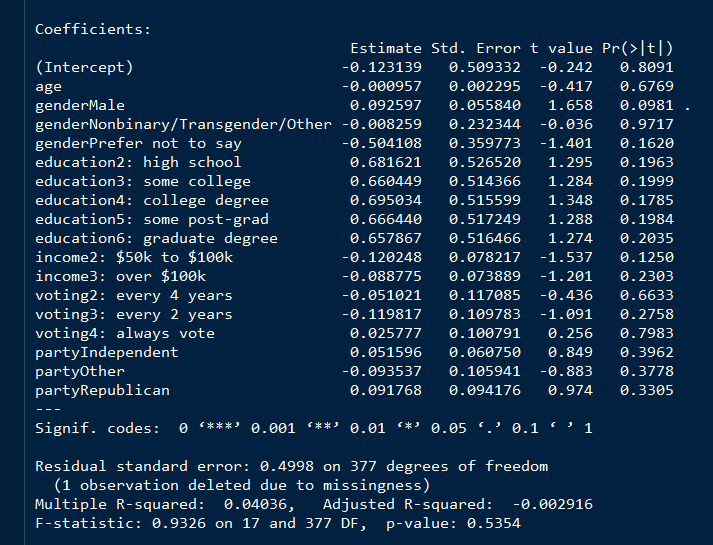 Coefficients:
                                Estimate Std. Error t value Pr(>|t|)
(Intercept)                    -0.123139   0.509332  -0.242   0.8091
age                            -0.000957   0.002295  -0.417   0.6769
genderMale                      0.092597   0.055840   1.658   0.0981 .
genderNonbinary/Transgender/Other -0.008259   0.232344  -0.036   0.9717
genderPrefer not to say        -0.504108   0.359773  -1.401   0.1620
education2: high school         0.681621   0.526520   1.295   0.1963
education3: some college        0.660449   0.514366   1.284   0.1999
education4: college degree      0.695034   0.515599   1.348   0.1785
education5: some post-grad      0.666440   0.517249   1.288   0.1984
education6: graduate degree     0.657867   0.516466   1.274   0.2035
income2: $50k to $100k         -0.120248   0.078217  -1.537   0.1250
income3: over $100k            -0.088775   0.073889  -1.201   0.2303
voting2: every 4 years         -0.051021   0.117085  -0.436   0.6633
voting3: every 2 years         -0.119817   0.109783  -1.091   0.2758
voting4: always vote            0.025777   0.100791   0.256   0.7983
partyIndependent                0.051596   0.060750   0.849   0.3962
partyOther                     -0.093537   0.105941  -0.883   0.3778
partyRepublican                 0.091768   0.094176   0.974   0.3305
---
Signif. codes:  0 ‘***’ 0.001 ‘**’ 0.01 ‘*’ 0.05 ‘.’ 0.1 ‘ ’ 1
Residual standard error: 0.4998 on 377 degrees of freedom
  (1 observation deleted due to missingness)
Multiple R-squared:  0.04036,	Adjusted R-squared:  -0.002916
F-statistic: 0.9326 on 17 and 377 DF,  p-value: 0.5354